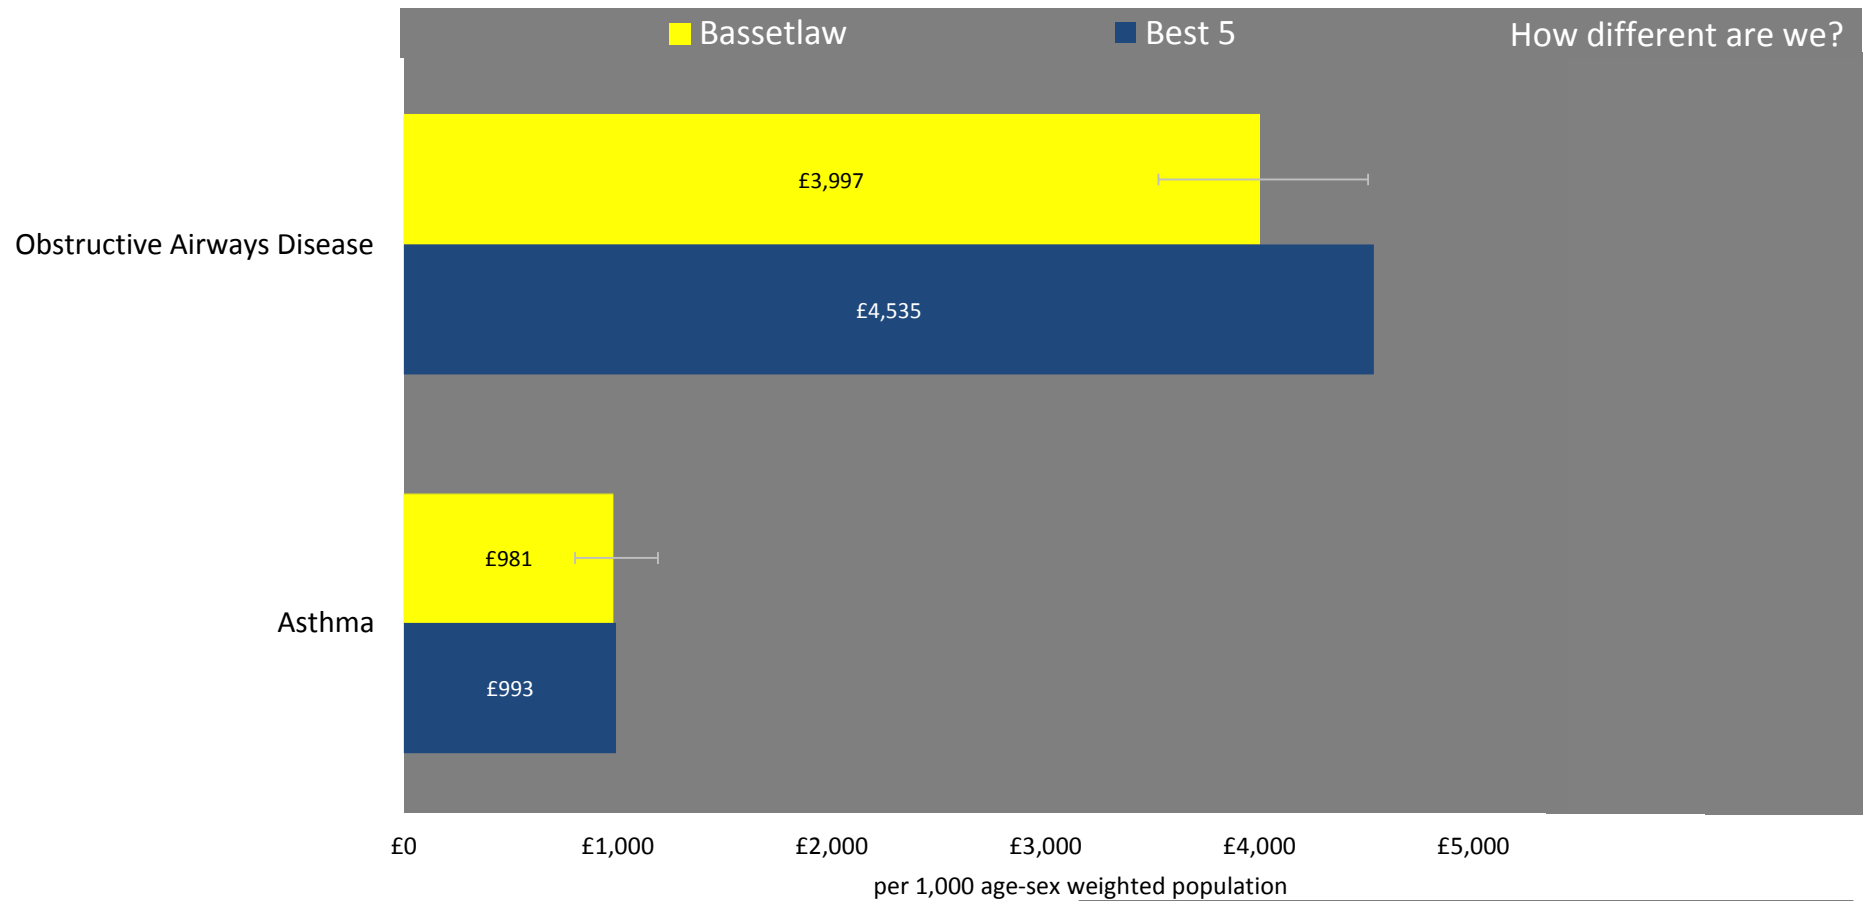 Bassetlaw
Best 5
How different are we?
Obstructive Airways Disease
£3,997
£4,535
Asthma
£981
£993
£0
£1,000
£2,000
£3,000
£4,000
£5,000
per 1,000 age-sex weighted population